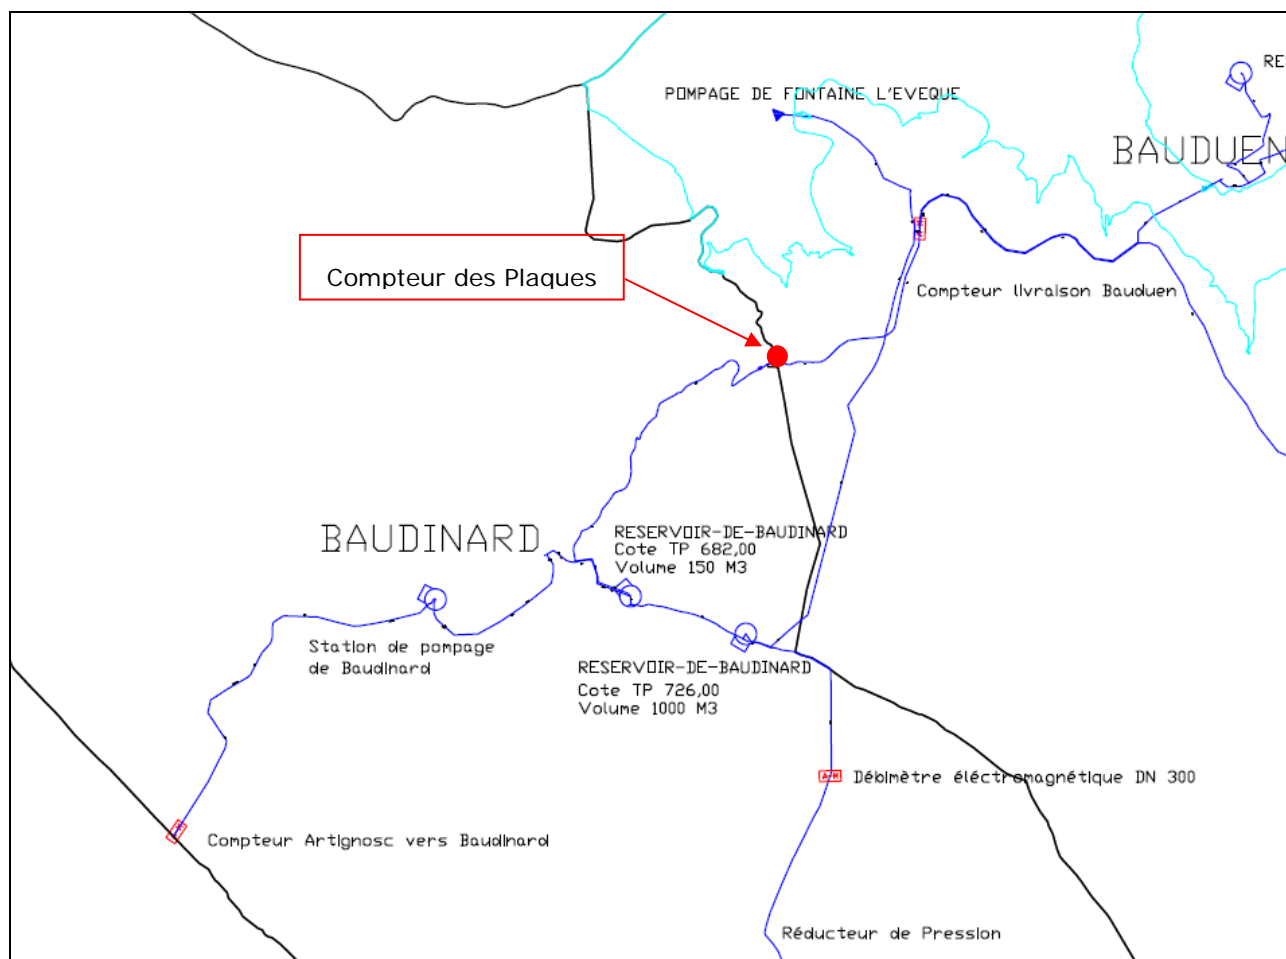 RE
POMPAGE DE FONTAINE L'EVEQUE
BAUDUEN
Compteur des Plaques
Compteur livraison Bauduen
BAUDINARD
RESERVOIR-DE-BAUDINARD
Cote TP 682,00
Volume 150 M3
Station de pompage
de Baudinard
RESERVOIR-DE-BAUDINARD
Cote TP 726,00
Volume 1000 M3
Débimètre éléctromagnétique DN 300
Compteur Artignosc vers Baudinard
Réducteur de Pression